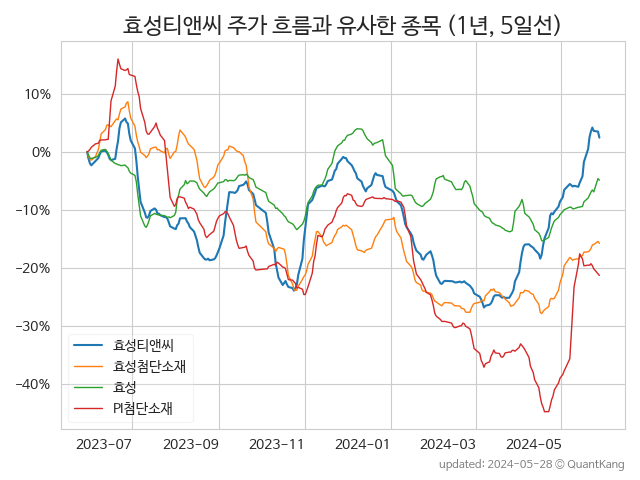 효성티앤씨 주가 흐름과 유사한 종목 (1년, 5일선)
10%
0%
−10%
−20%
−30%
−40%
효성티앤씨
효성첨단소재
효성
PI첨단소재
2023-07
2023-09
2023-11
2024-01
2024-03
2024-05
updated: 2024-05-28 © QuantKang